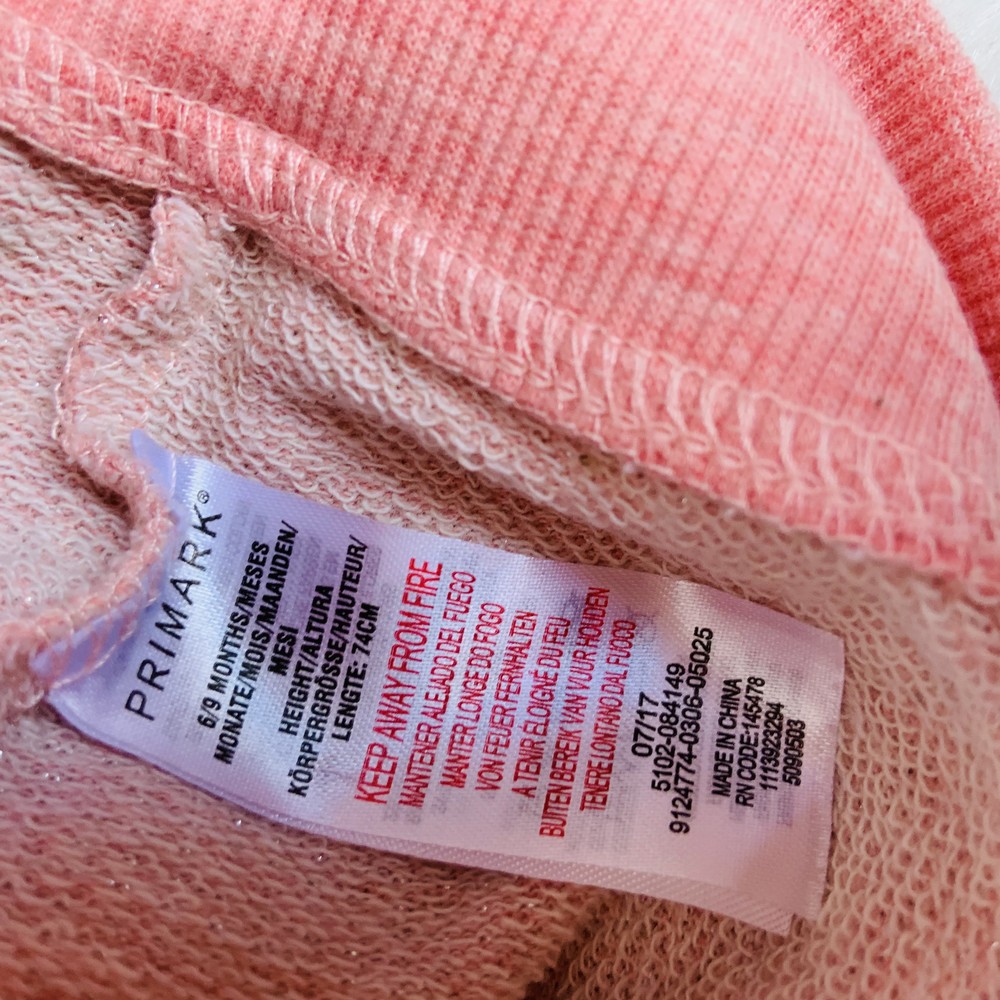 PRIMARK®
6/9 MONTHS/MESES
MONATE/MOIS/MAANDEN/
MESI
HEIGHT/ALTURA
KÖRPERGRÖSSE/HAUTEUR/
LENGTE: 74CM
KEEP AWAY FROM FIRE
MANTENER ALEJADO DEL FUEGO
MANTER LONGE DO FOGO
VON FEUER FERNHALTEN
A TENIR ÉLOIGNÉ DU FEU
BUITEN BEREIK VAN VUUR HOUDEN
TENERE LONTANO DAL FUOCO
07/17
5102-084149
9124774-0306-05025
MADE IN CHINA
RN CODE-145478
1113923294
5090503